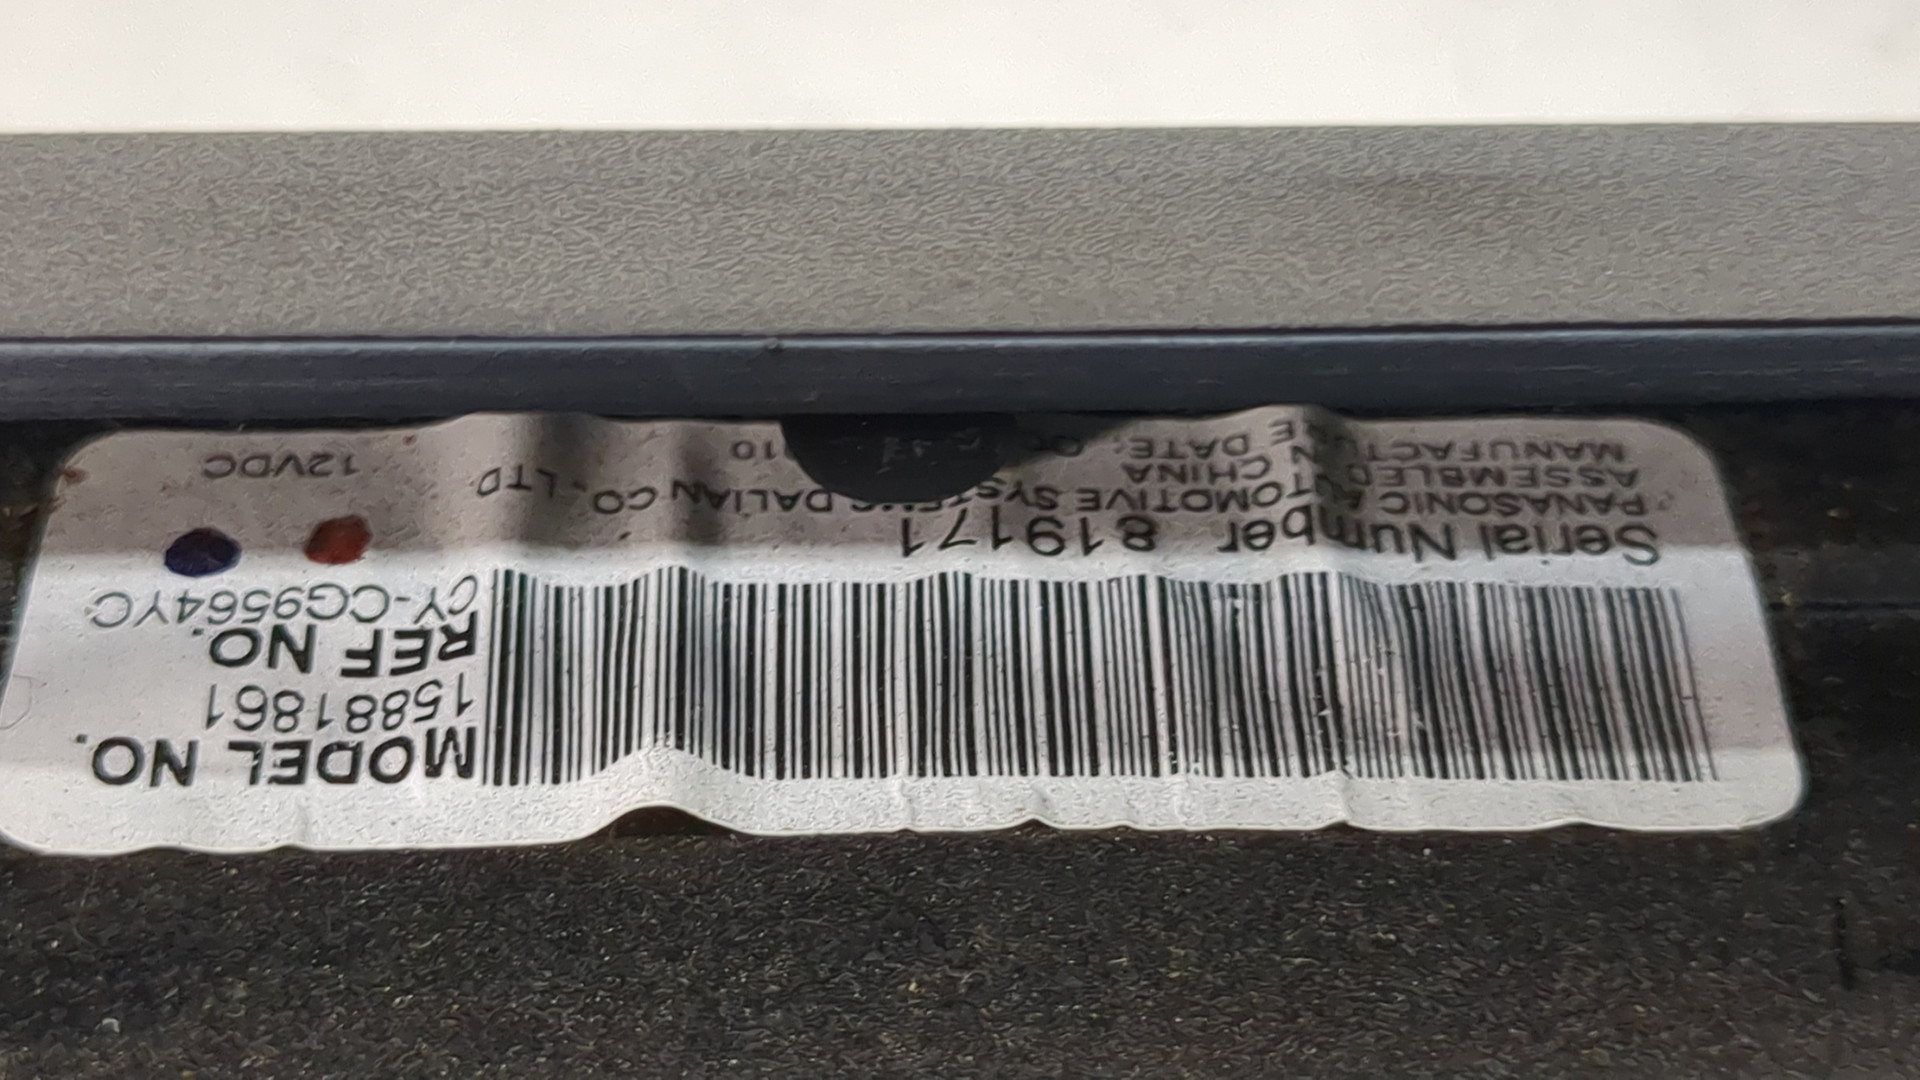 MODEL NO.
15881861
REF NO.
CY-CG9564YC
12VDC
Serial Number 819171
PANASONIC AUTOMOTIVE SYSTEMS DALIAN CO., LTD
ASSEMBLED IN CHINA
MANUFACTURE DATE: